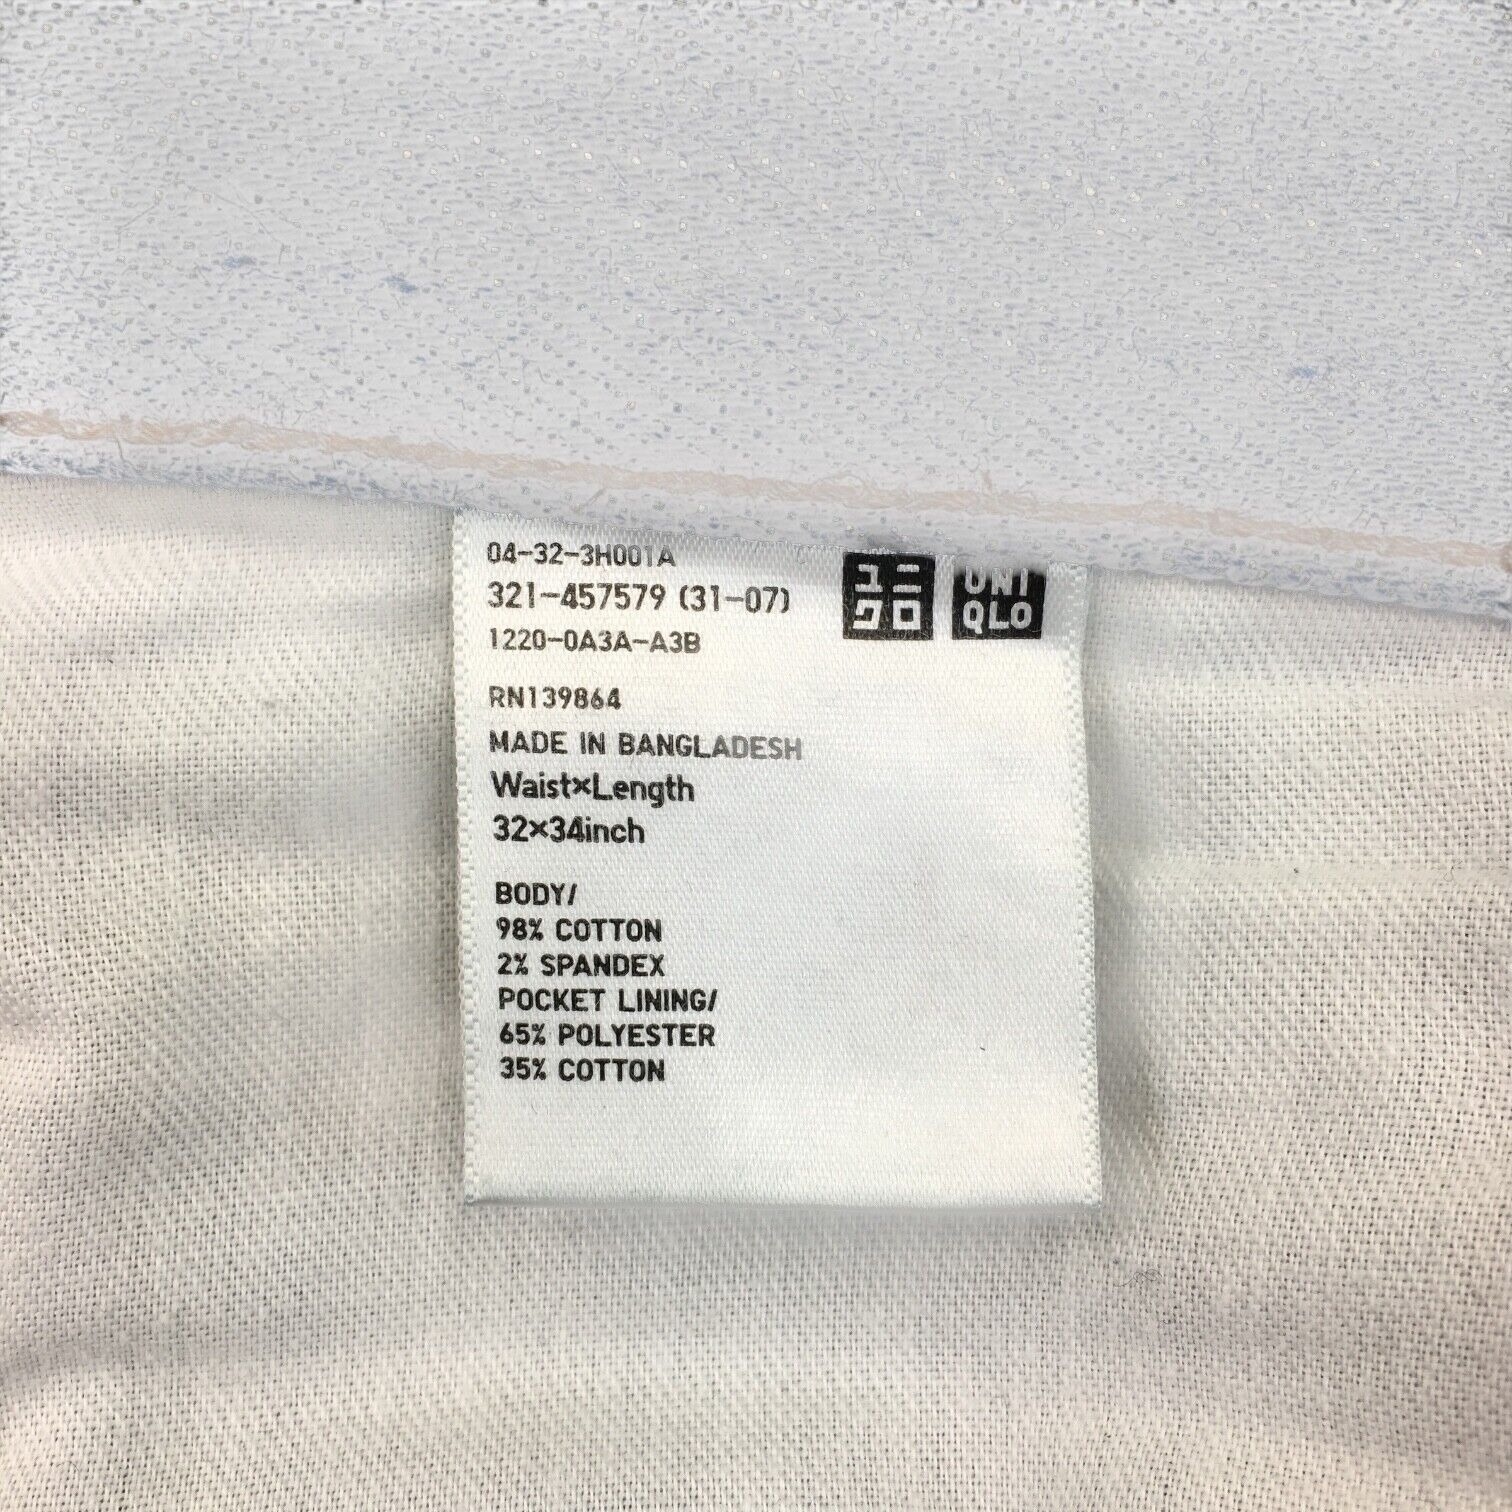 04-32-3H001A
321-457579 (31-07)
1220-0A3A-A3B
ユニ
クロ
UNI
QLO
RN139864
MADE IN BANGLADESH
Waist×Length
32×34inch
BODY/
98% COTTON
2% SPANDEX
POCKET LINING/
65% POLYESTER
35% COTTON